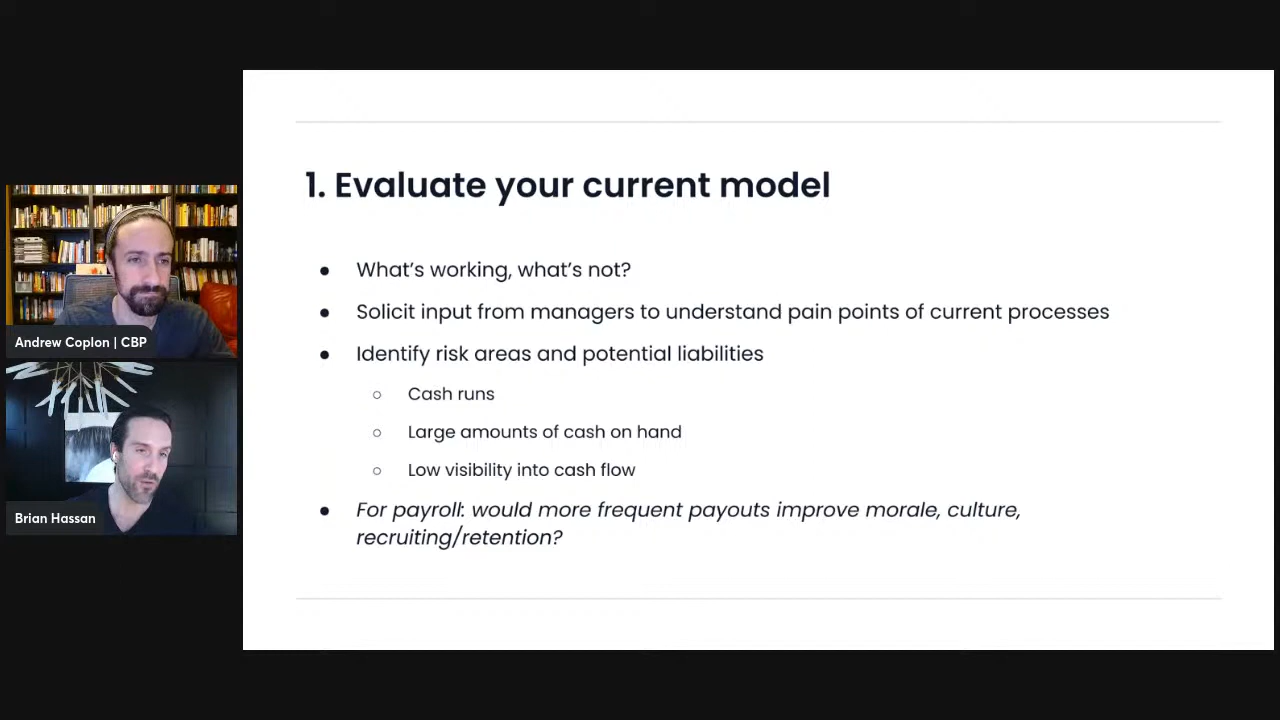 1. Evaluate your current model
● What’s working, what’s not?
● Solicit input from managers to understand pain points of current processes
● Identify risk areas and potential liabilities
○ Cash runs
○ Large amounts of cash on hand
○ Low visibility into cash flow
● For payroll: would more frequent payouts improve morale, culture,
recruiting/retention?
Andrew Coplon | CBP
Brian Hassan